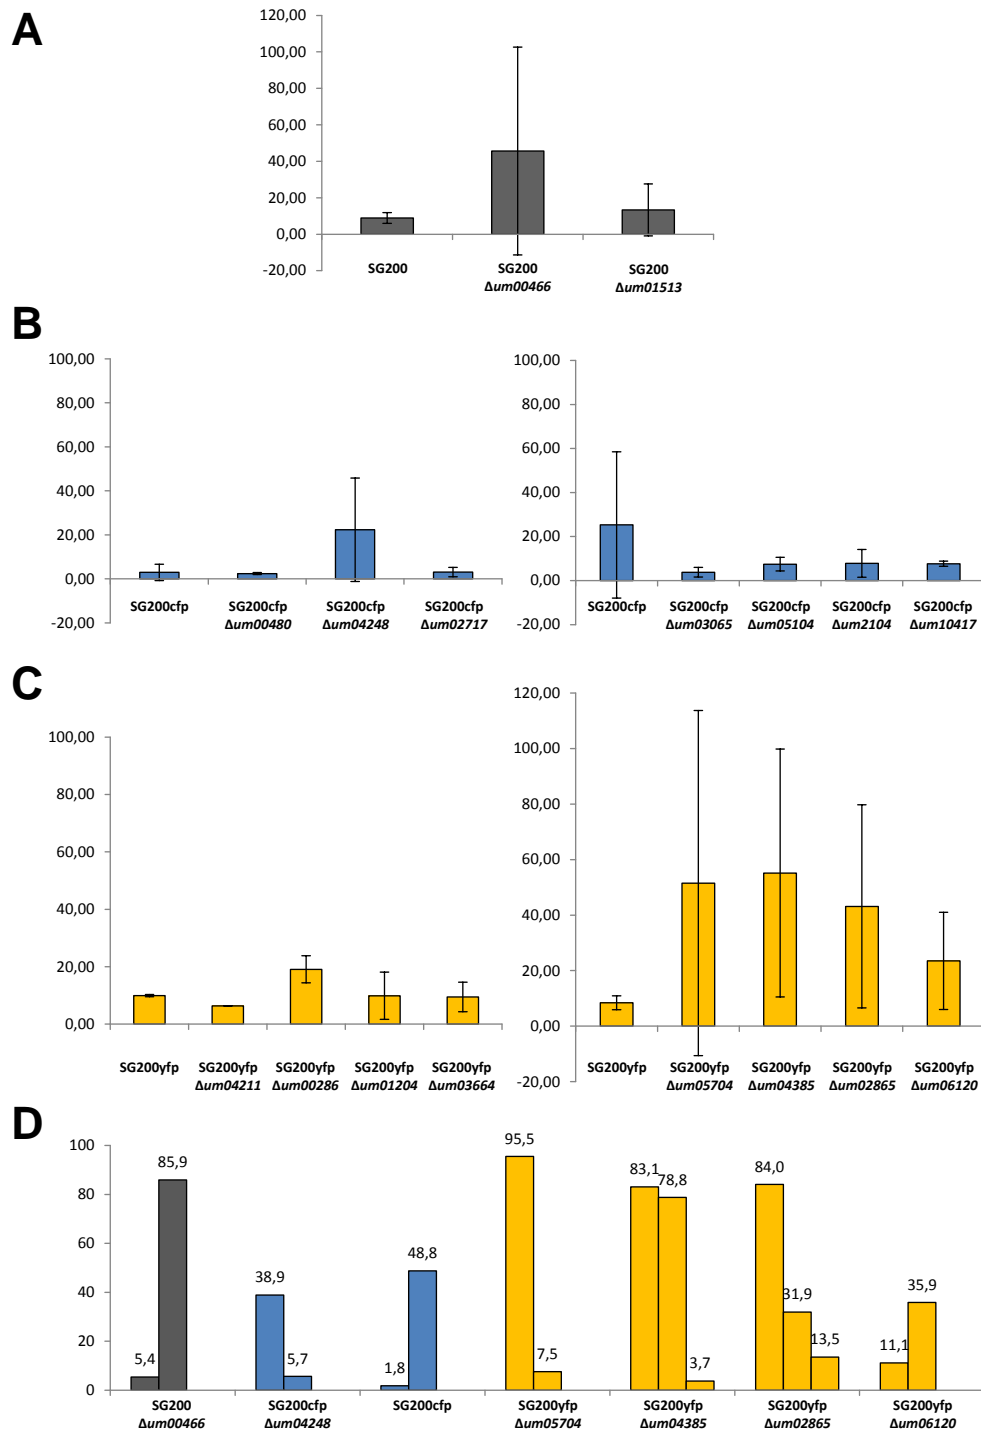 A
120,00
100,00
80,00
60,00
40,00
20,00
0,00
-20,00
SG200 SG200 SG200
Δum00466 Δum01513
B
100,00
80,00
60,00
40,00
20,00
0,00
-20,00
SG200cfp SG200cfp SG200cfp SG200cfp
Δum00480 Δum04248 Δum02717
100,00
80,00
60,00
40,00
20,00
0,00
-20,00
SG200cfp SG200cfp SG200cfp SG200cfp SG200cfp
Δum03065 Δum05104 Δum2104 Δum10417
C
100,00
80,00
60,00
40,00
20,00
0,00
SG200yfp SG200yfp SG200yfp SG200yfp SG200yfp
Δum04211 Δum00286 Δum01204 Δum03664
120,00
100,00
80,00
60,00
40,00
20,00
0,00
-20,00
SG200yfp SG200yfp SG200yfp SG200yfp SG200yfp
Δum05704 Δum04385 Δum02865 Δum06120
D
100
80
60
40
20
0
5,4 85,9 38,9 5,7 1,8 48,8 95,5 7,5 83,1 78,8 3,7 84,0 31,9 13,5 11,1 35,9
SG200 SG200cfp SG200cfp SG200yfp SG200yfp SG200yfp SG200yfp
Δum00466 Δum04248 Δum05704 Δum04385 Δum02865 Δum06120